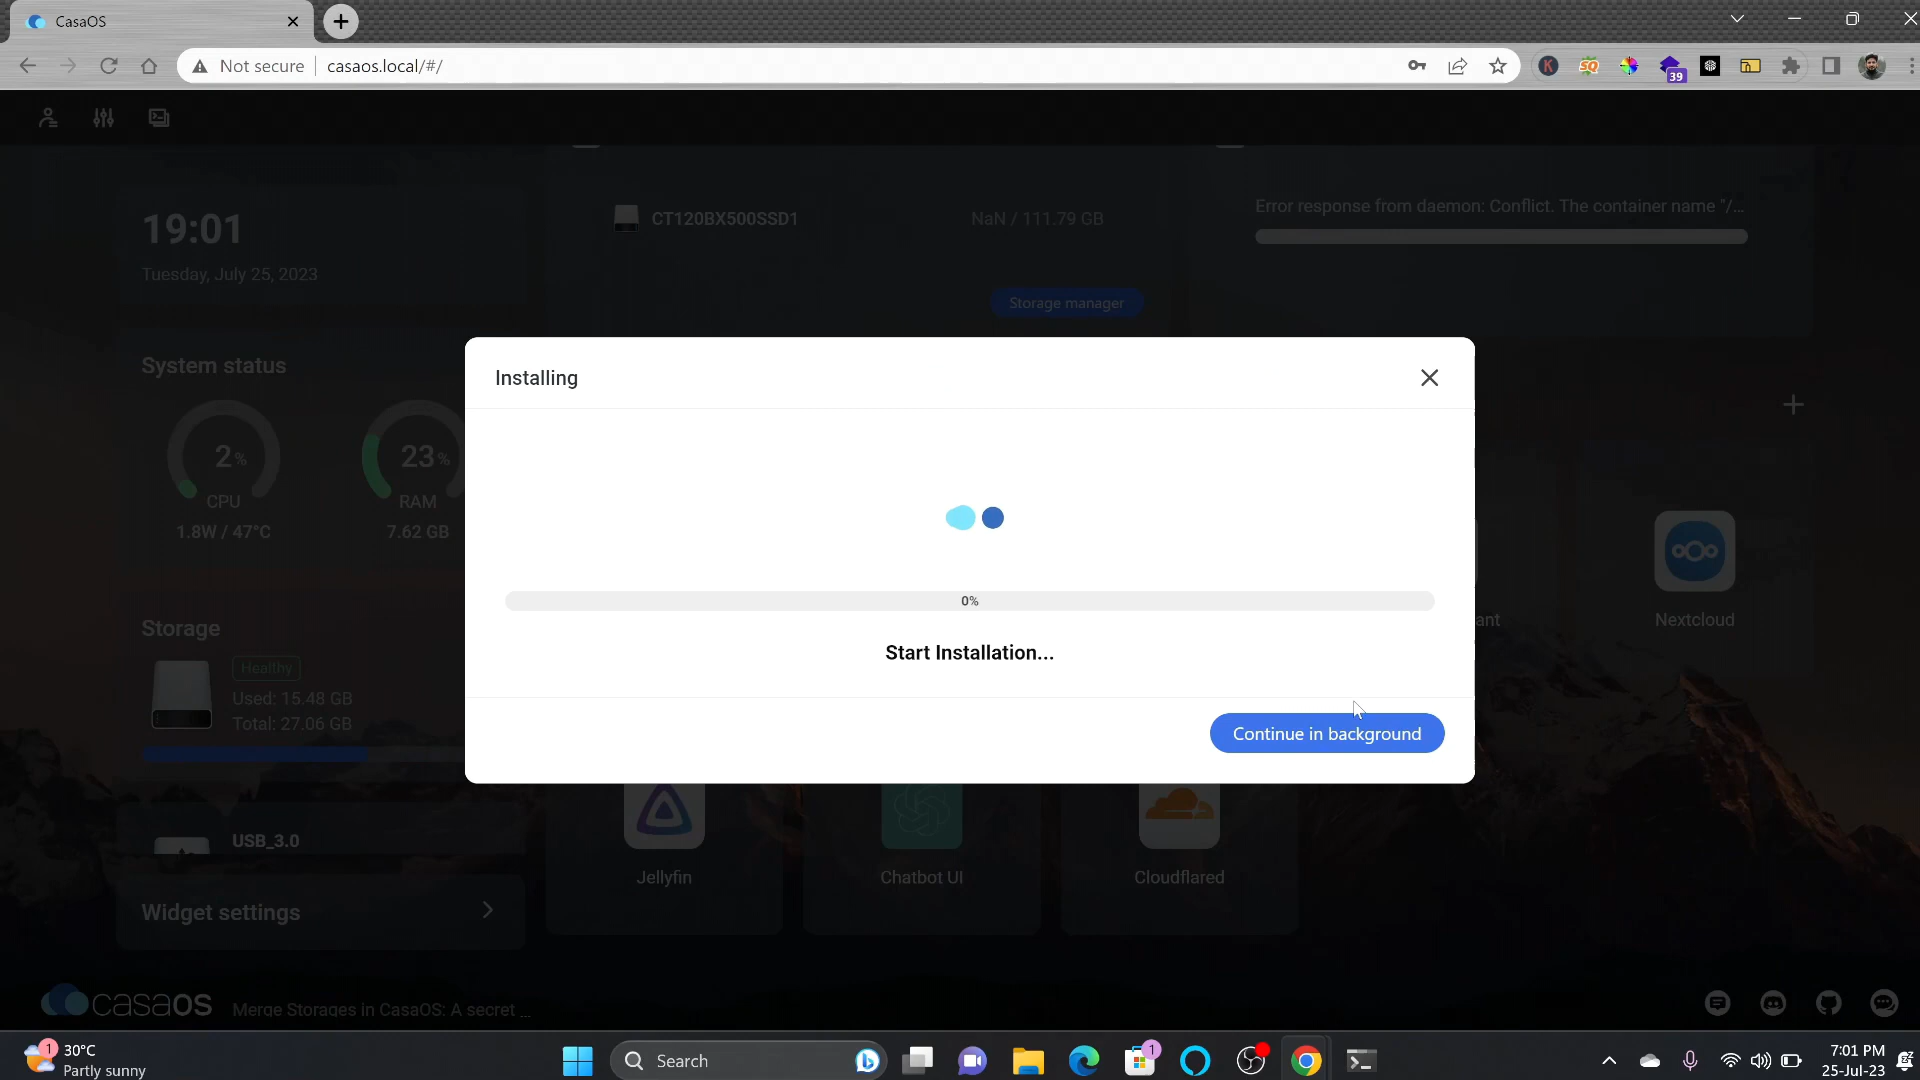 CasaOS
Not secure
casaos.local/#/
SQ
39
19:01
Tuesday, July 25, 2023
CT120BX500SSD1
NaN / 111.79 GB
Error response from daemon: Conflict. The container name "/...
Storage manager
System status
2%
CPU
1.8W / 47°C
23%
RAM
7.62 GB
Installing
0%
Start Installation...
Continue in background
ant
Nextcloud
Storage
Healthy
Used: 15.48 GB
Total: 27.06 GB
USB_3.0
Widget settings
Jellyfin
Chatbot UI
Cloudflared
casaOS
Merge Storages in CasaOS: A secret ...
1
30°C
Partly sunny
Search
1
7:01 PM
25-Jul-23